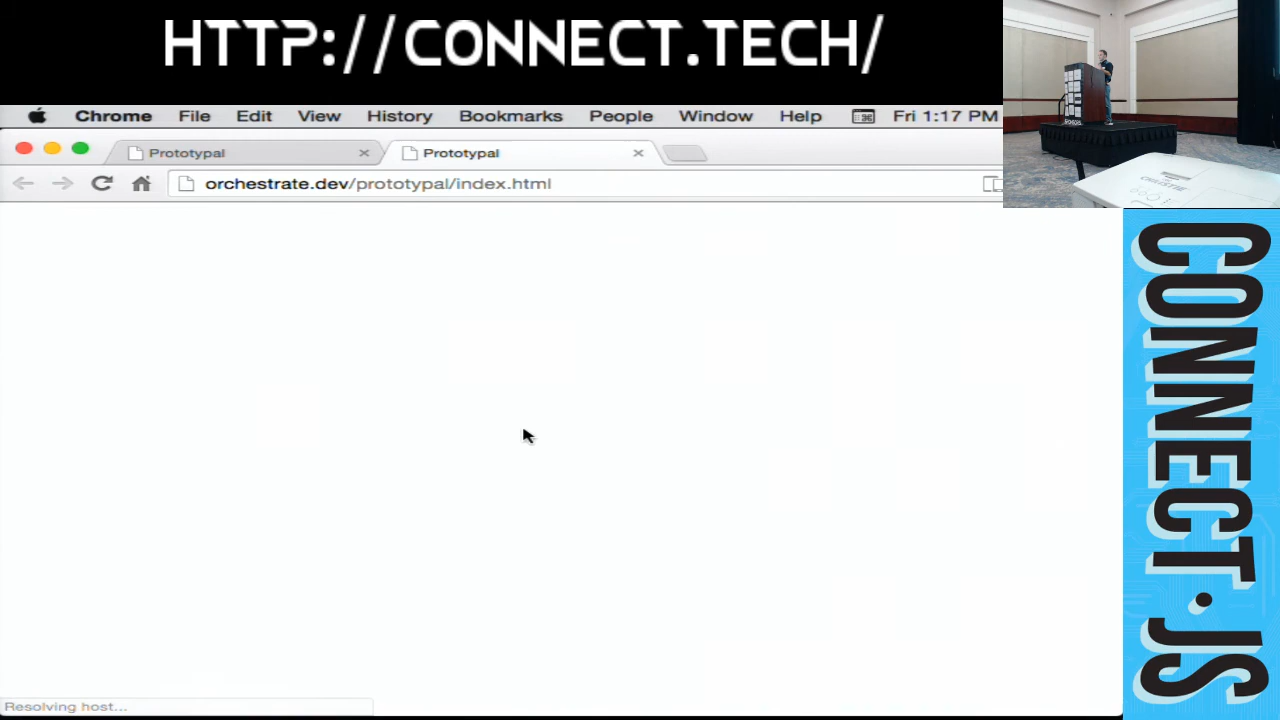 HTTP://CONNECT.TECH/
Chrome File Edit View History Bookmarks People Window Help Fri 1:17 PM
Prototypal
Prototypal
orchestrate.dev/prototypal/index.html
CHRISTIE
CONNECT.JS
Resolving host...